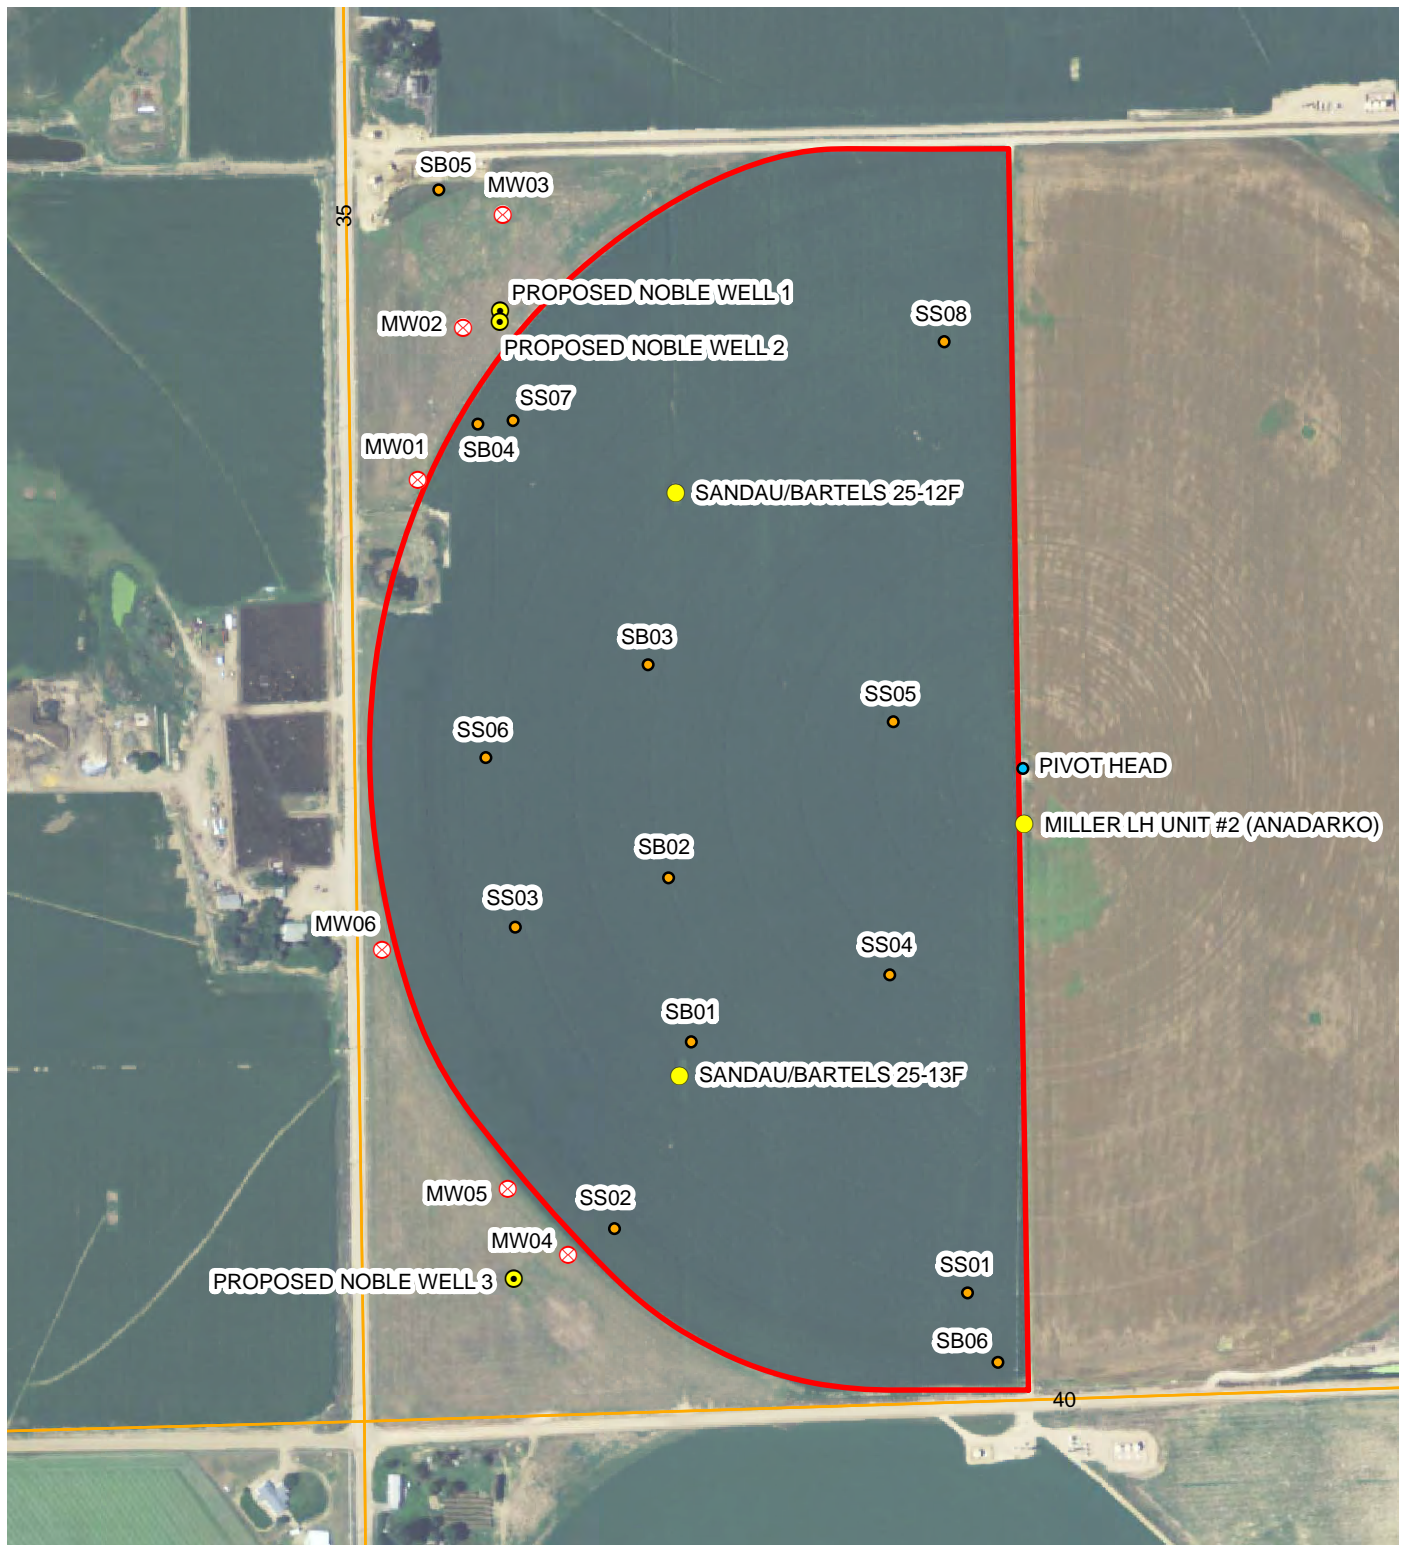 SB05
MW03
35
PROPOSED NOBLE WELL 1
MW02
SS08
PROPOSED NOBLE WELL 2
SS07
MW01
SB04
SANDAU/BARTELS 25-12F
SB03
SS05
SS06
PIVOT HEAD
MILLER LH UNIT #2 (ANADARKO)
SB02
SS03
MW06
SS04
SB01
SANDAU/BARTELS 25-13F
MW05
SS02
MW04
SS01
PROPOSED NOBLE WELL 3
SB06
40